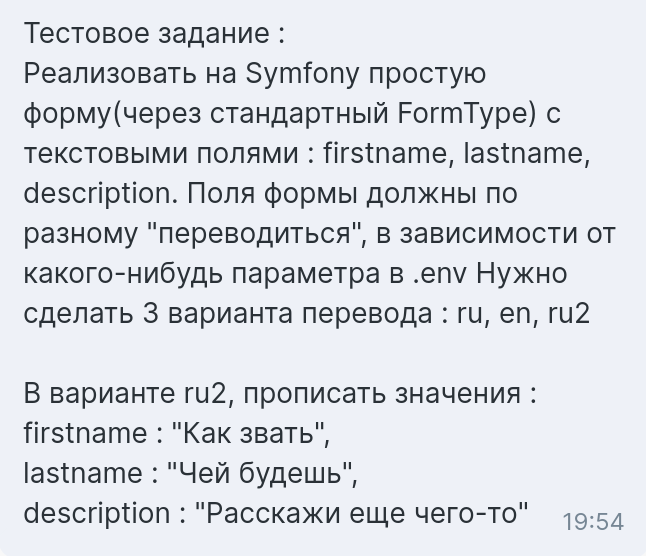 Тестовое задание :
Реализовать на Symfony простую
форму(через стандартный FormType) с
текстовыми полями : firstname, lastname,
description. Поля формы должны по
разному "переводиться", в зависимости от
какого-нибудь параметра в .env Нужно
сделать 3 варианта перевода : ru, en, ru2
В варианте ru2, прописать значения :
firstname : "Как звать",
lastname : "Чей будешь",
description : "Расскажи еще чего-то"
19:54